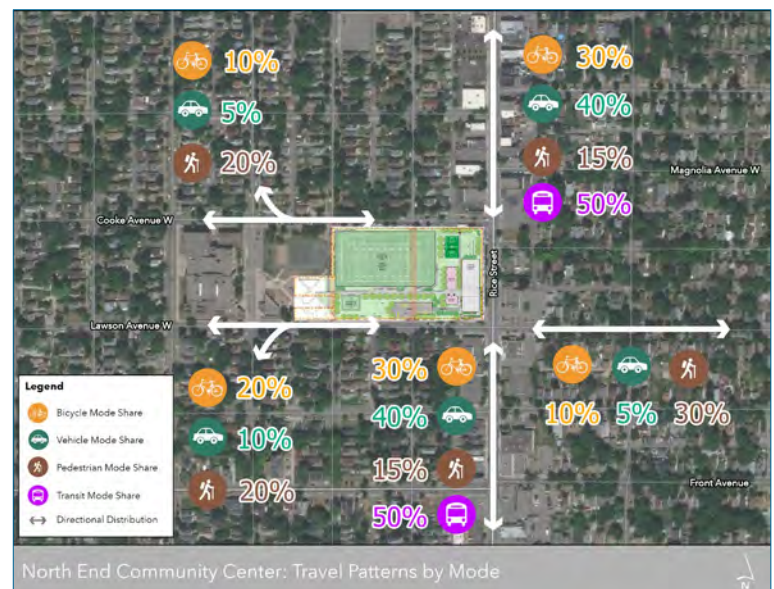 10%
5%
20%
30%
40%
15%
50%
Magnolia Avenue W
Cooke Avenue W
Rice Street
Lawson Avenue W
20%
10%
20%
30%
40%
15%
50%
10% 5% 30%
Front Avenue
Legend
Bicycle Mode Share
Vehicle Mode Share
Pedestrian Mode Share
Transit Mode Share
Directional Distribution
North End Community Center: Travel Patterns by Mode
N